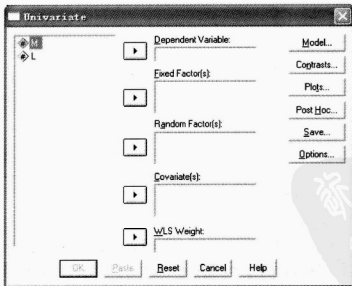 Univariate
M
L
Dependent Variable:
Fixed Factor(s):
Random Factor(s):
Covariate(s):
WLS Weight:
Model...
Contrasts...
Plots...
Post Hoc...
Save...
Options...
OK Paste Reset Cancel Help